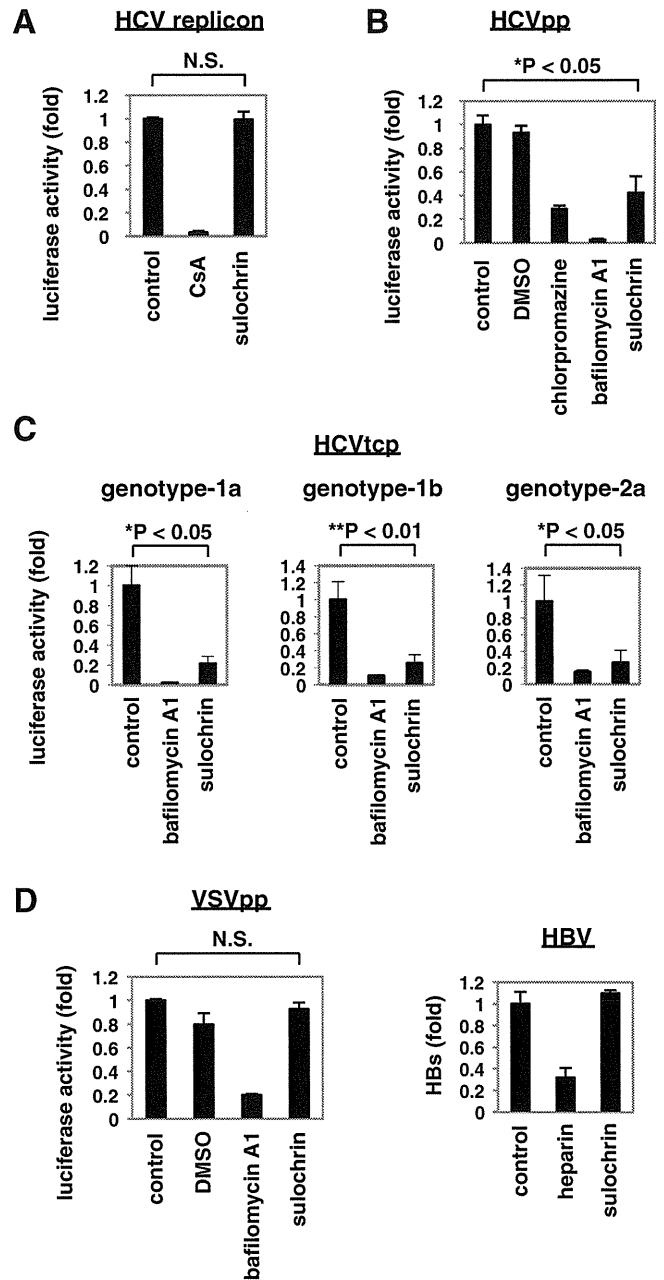 A
HCV replicon
N.S.
luciferase activity (fold)
1.2
1
0.8
0.6
0.4
0.2
0
control
CsA
sulochrin
B
HCVpp
*P < 0.05
luciferase activity (fold)
1.2
1
0.8
0.6
0.4
0.2
0
control
DMSO
chlorpromazine
bafilomycin A1
sulochrin
C
HCVtcp
genotype-1a
*P < 0.05
luciferase activity (fold)
1.2
1
0.8
0.6
0.4
0.2
0
control
bafilomycin A1
sulochrin
genotype-1b
**P < 0.01
1.4
1.2
1
0.8
0.6
0.4
0.2
0
control
bafilomycin A1
sulochrin
genotype-2a
*P < 0.05
1.4
1.2
1
0.8
0.6
0.4
0.2
0
control
bafilomycin A1
sulochrin
D
VSVpp
N.S.
luciferase activity (fold)
1.2
1
0.8
0.6
0.4
0.2
0
control
DMSO
bafilomycin A1
sulochrin
HBV
HBs (fold)
1.2
1
0.8
0.6
0.4
0.2
0
control
heparin
sulochrin